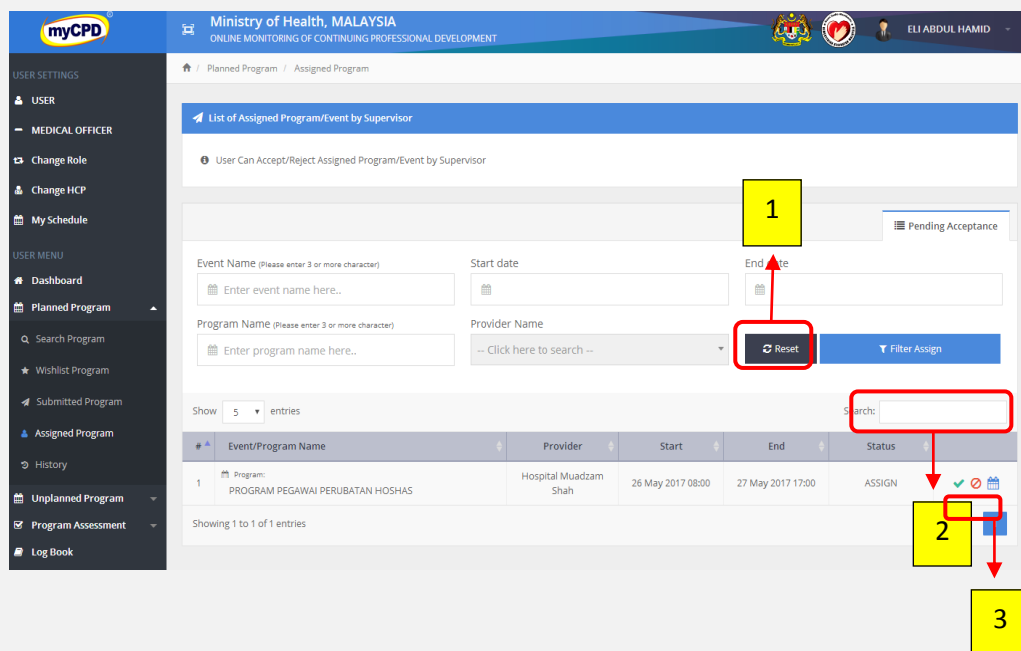 myCPD
Ministry of Health, MALAYSIA
ONLINE MONITORING OF CONTINUING PROFESSIONAL DEVELOPMENT
ELI ABDUL HAMID
/ Planned Program / Assigned Program
USER SETTINGS
USER
MEDICAL OFFICER
Change Role
Change HCP
My Schedule
USER MENU
Dashboard
Planned Program
Search Program
Wishlist Program
Submitted Program
Assigned Program
History
Unplanned Program
Program Assessment
Log Book
List of Assigned Program/Event by Supervisor
User Can Accept/Reject Assigned Program/Event by Supervisor
1
Pending Acceptance
Event Name (Please enter 3 or more character)
Start date
End date
Enter event name here..
Program Name (Please enter 3 or more character)
Provider Name
Enter program name here..
-- Click here to search --
Reset
Filter Assign
Show 5 entries
Search:
# Event/Program Name Provider Start End Status
1 Program: PROGRAM PEGAWAI PERUBATAN HOSHAS Hospital Muadzam Shah 26 May 2017 08:00 27 May 2017 17:00 ASSIGN
Showing 1 to 1 of 1 entries
2
3